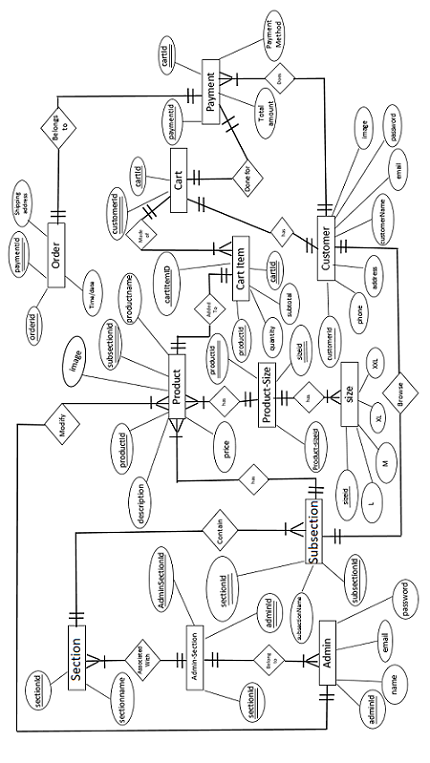 sectionId
Section
sectionname
Associated
With
AdminSectionId
Admin-Section
sectionId
adminId
Belong
to
Admin
adminId
name
email
password
Contain
sectionId
SubsectionName
Subsection
subsectionId
has
Modify
image
subsectionId
productname
productId
description
Product
price
has
productId
Product-Size
sizeid
Product-sizeid
has
size
sizeid
L
M
XL
XXL
Browse
Added
To
cartItemID
Cart Item
productId
quantity
subtotal
cartId
Made
of
customerId
cartId
Cart
has
Done for
orderId
paymentId
Shipping
address
Order
Time/date
Belongs
to
paymentId
cartId
Payment
Payment
Method
Total
amount
Does
Customer
customerId
phone
address
customerName
email
password
image